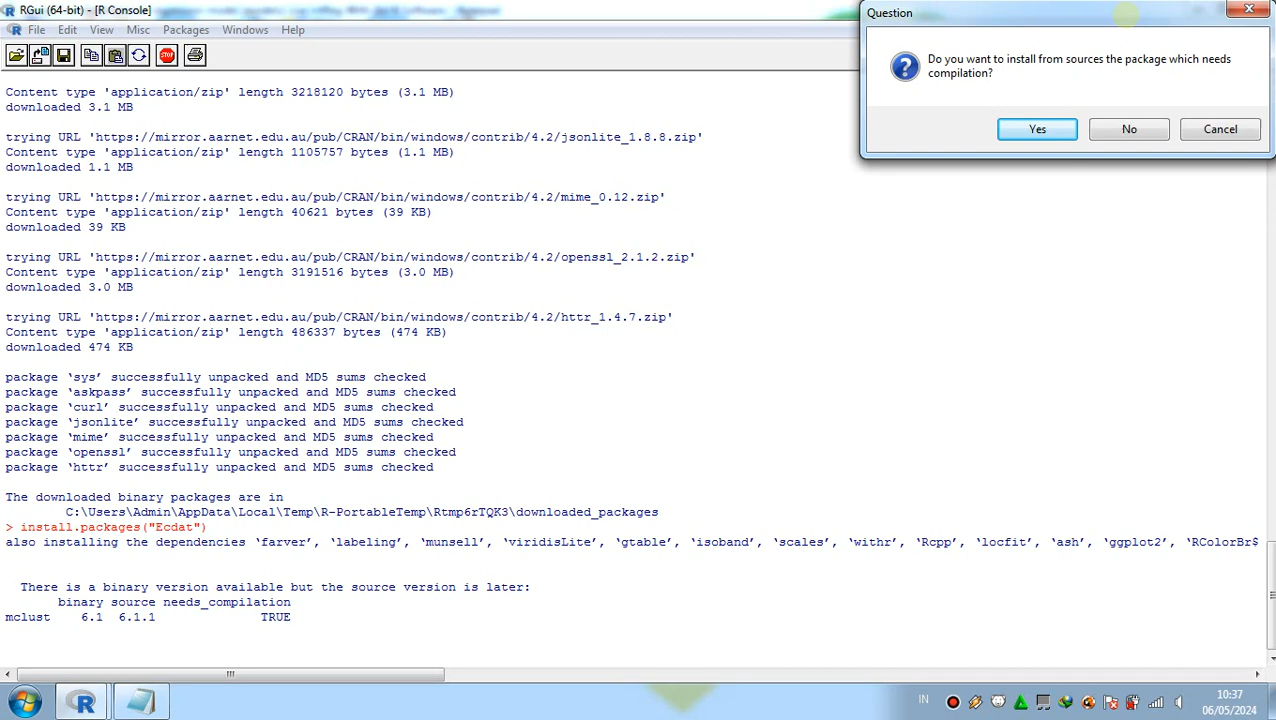 RGui (64-bit) - [R Console]
File Edit View Misc Packages Windows Help
Question
Do you want to install from sources the package which needs
compilation?
Yes No Cancel
STOP
Content type 'application/zip' length 3218120 bytes (3.1 MB)
downloaded 3.1 MB
trying URL 'https://mirror.aarnet.edu.au/pub/CRAN/bin/windows/contrib/4.2/jsonlite_1.8.8.zip'
Content type 'application/zip' length 1105757 bytes (1.1 MB)
downloaded 1.1 MB
trying URL 'https://mirror.aarnet.edu.au/pub/CRAN/bin/windows/contrib/4.2/mime_0.12.zip'
Content type 'application/zip' length 40621 bytes (39 KB)
downloaded 39 KB
trying URL 'https://mirror.aarnet.edu.au/pub/CRAN/bin/windows/contrib/4.2/openssl_2.1.2.zip'
Content type 'application/zip' length 3191516 bytes (3.0 MB)
downloaded 3.0 MB
trying URL 'https://mirror.aarnet.edu.au/pub/CRAN/bin/windows/contrib/4.2/httr_1.4.7.zip'
Content type 'application/zip' length 486337 bytes (474 KB)
downloaded 474 KB
package ‘sys’ successfully unpacked and MD5 sums checked
package ‘askpass’ successfully unpacked and MD5 sums checked
package ‘curl’ successfully unpacked and MD5 sums checked
package ‘jsonlite’ successfully unpacked and MD5 sums checked
package ‘mime’ successfully unpacked and MD5 sums checked
package ‘openssl’ successfully unpacked and MD5 sums checked
package ‘httr’ successfully unpacked and MD5 sums checked
The downloaded binary packages are in
C:\Users\Admin\AppData\Local\Temp\R-PortableTemp\Rtmp6rTQK3\downloaded_packages
> install.packages("Ecdat")
also installing the dependencies ‘farver’, ‘labeling’, ‘munsell’, ‘viridisLite’, ‘gtable’, ‘isoband’, ‘scales’, ‘withr’, ‘Rcpp’, ‘locfit’, ‘ash’, ‘ggplot2’, ‘RColorBr$
There is a binary version available but the source version is later:
binary source needs_compilation
mclust 6.1 6.1.1 TRUE
IN
10:37
06/05/2024